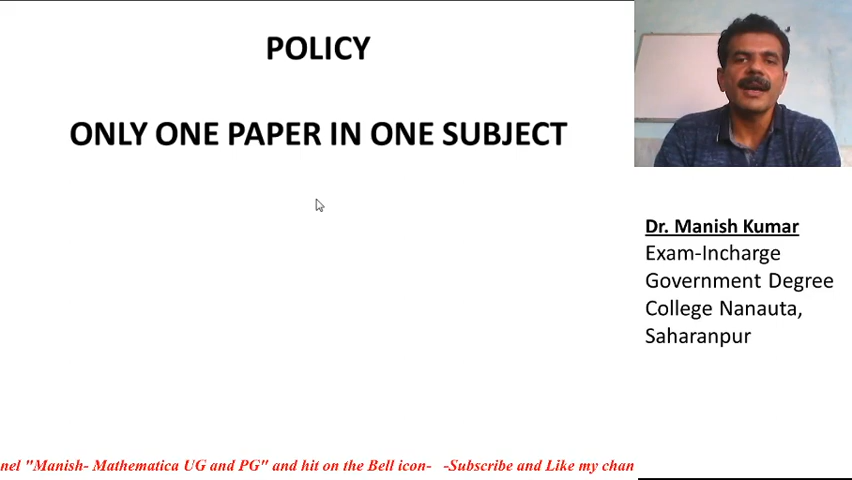 POLICY
ONLY ONE PAPER IN ONE SUBJECT
Dr. Manish Kumar
Exam-Incharge
Government Degree
College Nanauta,
Saharanpur
nel "Manish- Mathematica UG and PG" and hit on the Bell icon-   -Subscribe and Like my chan